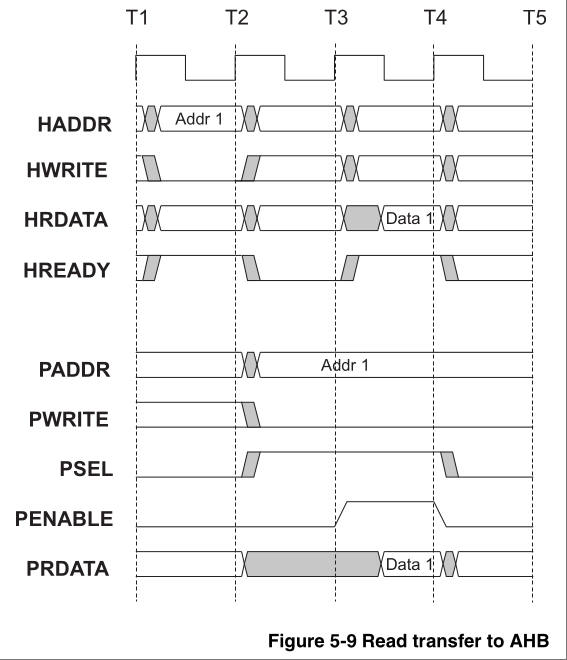 T1 T2 T3 T4 T5
HADDR Addr 1
HWRITE
HRDATA Data 1
HREADY
PADDR Addr 1
PWRITE
PSEL
PENABLE
PRDATA Data 1
Figure 5-9 Read transfer to AHB